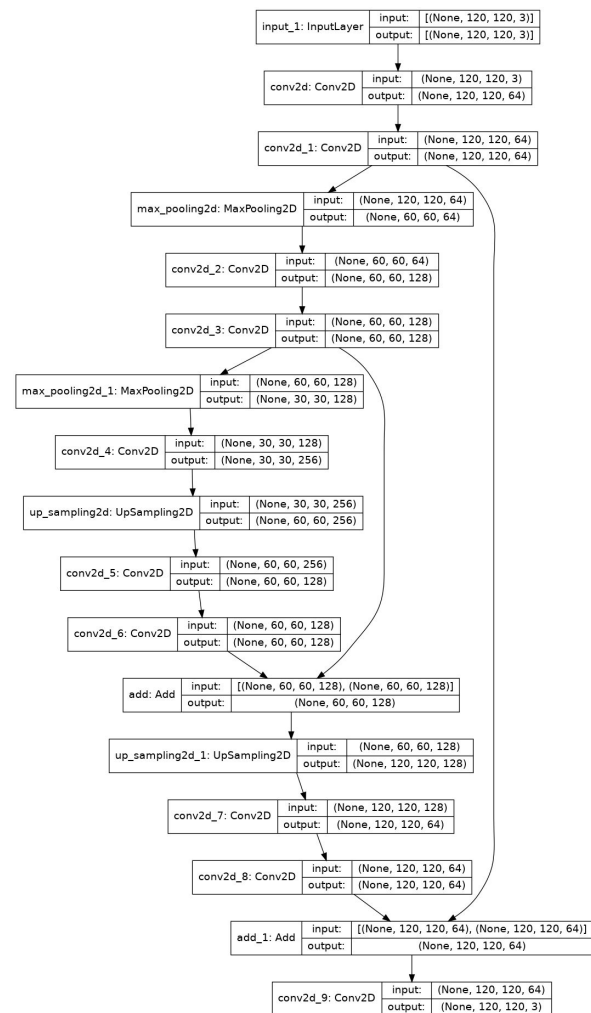 input_1: InputLayer
input: [(None, 120, 120, 3)]
output: [(None, 120, 120, 3)]
conv2d: Conv2D
input: (None, 120, 120, 3)
output: (None, 120, 120, 64)
conv2d_1: Conv2D
input: (None, 120, 120, 64)
output: (None, 120, 120, 64)
max_pooling2d: MaxPooling2D
input: (None, 120, 120, 64)
output: (None, 60, 60, 64)
conv2d_2: Conv2D
input: (None, 60, 60, 64)
output: (None, 60, 60, 128)
conv2d_3: Conv2D
input: (None, 60, 60, 128)
output: (None, 60, 60, 128)
max_pooling2d_1: MaxPooling2D
input: (None, 60, 60, 128)
output: (None, 30, 30, 128)
conv2d_4: Conv2D
input: (None, 30, 30, 128)
output: (None, 30, 30, 256)
up_sampling2d: UpSampling2D
input: (None, 30, 30, 256)
output: (None, 60, 60, 256)
conv2d_5: Conv2D
input: (None, 60, 60, 256)
output: (None, 60, 60, 128)
conv2d_6: Conv2D
input: (None, 60, 60, 128)
output: (None, 60, 60, 128)
add: Add
input: [(None, 60, 60, 128), (None, 60, 60, 128)]
output: (None, 60, 60, 128)
up_sampling2d_1: UpSampling2D
input: (None, 60, 60, 128)
output: (None, 120, 120, 128)
conv2d_7: Conv2D
input: (None, 120, 120, 128)
output: (None, 120, 120, 64)
conv2d_8: Conv2D
input: (None, 120, 120, 64)
output: (None, 120, 120, 64)
add_1: Add
input: [(None, 120, 120, 64), (None, 120, 120, 64)]
output: (None, 120, 120, 64)
conv2d_9: Conv2D
input: (None, 120, 120, 64)
output: (None, 120, 120, 3)